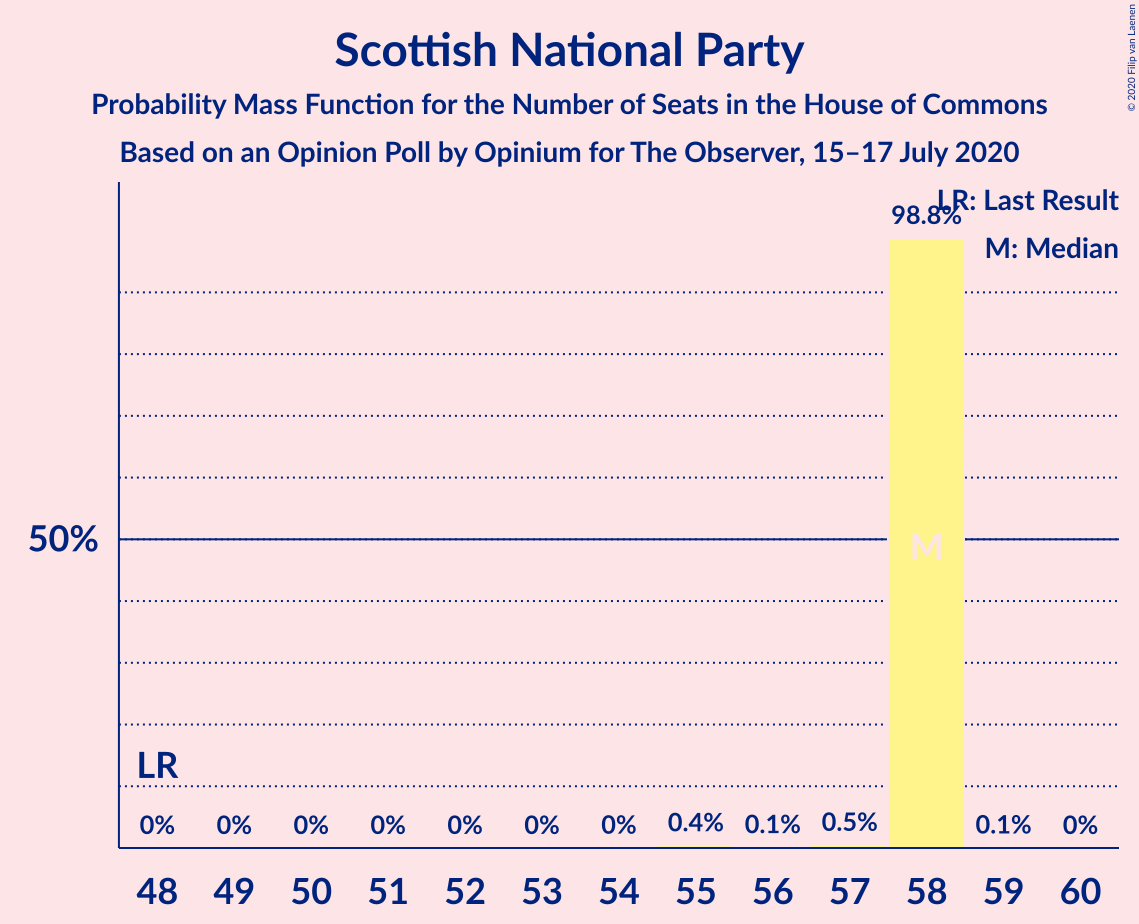 Scottish National Party
Probability Mass Function for the Number of Seats in the House of Commons
Based on an Opinion Poll by Opinium for The Observer, 15–17 July 2020
© 2020 Filip van Laenen
LR: Last Result
M: Median
98.8%
50%
M
LR
0% 0% 0% 0% 0% 0% 0% 0.4% 0.1% 0.5% 0.1% 0%
48 49 50 51 52 53 54 55 56 57 58 59 60